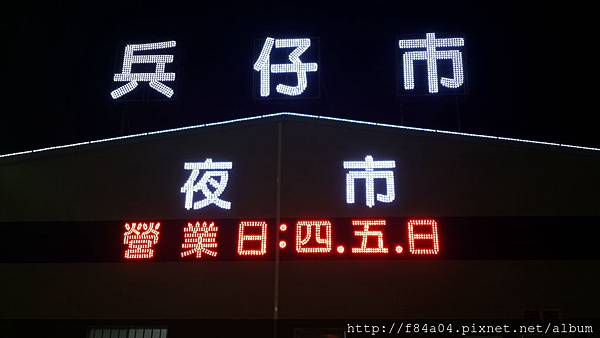 兵仔市
夜市
營業日:四.五.日
http://f84a04.pixnet.net/album